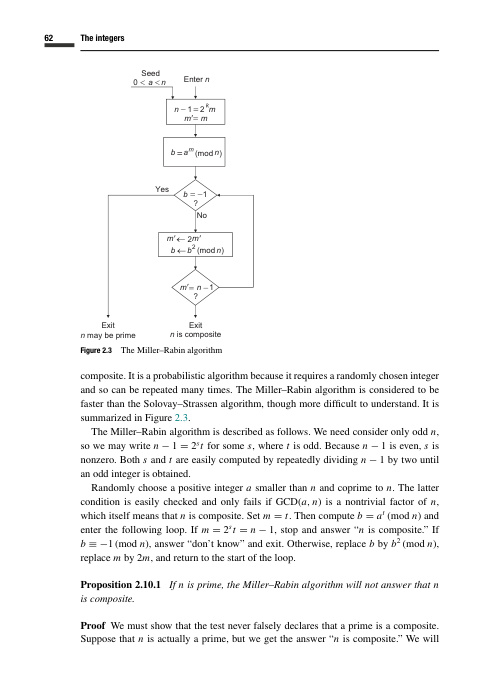 62 The integers
Seed
0 < a < n
Enter n
n − 1 = 2^k m
m′ = m
b = a^m (mod n)
Yes
b = −1
?
No
m′ ← 2m′
b ← b² (mod n)
m′ = n − 1
?
Exit
n may be prime
Exit
n is composite
Figure 2.3 The Miller–Rabin algorithm
composite. It is a probabilistic algorithm because it requires a randomly chosen integer
and so can be repeated many times. The Miller–Rabin algorithm is considered to be
faster than the Solovay–Strassen algorithm, though more difficult to understand. It is
summarized in Figure 2.3.
The Miller–Rabin algorithm is described as follows. We need consider only odd n,
so we may write n − 1 = 2^s t for some s, where t is odd. Because n − 1 is even, s is
nonzero. Both s and t are easily computed by repeatedly dividing n − 1 by two until
an odd integer is obtained.
Randomly choose a positive integer a smaller than n and coprime to n. The latter
condition is easily checked and only fails if GCD(a, n) is a nontrivial factor of n,
which itself means that n is composite. Set m = t. Then compute b = a^t (mod n) and
enter the following loop. If m = 2^s t = n − 1, stop and answer “n is composite.” If
b ≡ −1 (mod n), answer “don’t know” and exit. Otherwise, replace b by b² (mod n),
replace m by 2m, and return to the start of the loop.
Proposition 2.10.1 If n is prime, the Miller–Rabin algorithm will not answer that n
is composite.
Proof We must show that the test never falsely declares that a prime is a composite.
Suppose that n is actually a prime, but we get the answer “n is composite.” We will